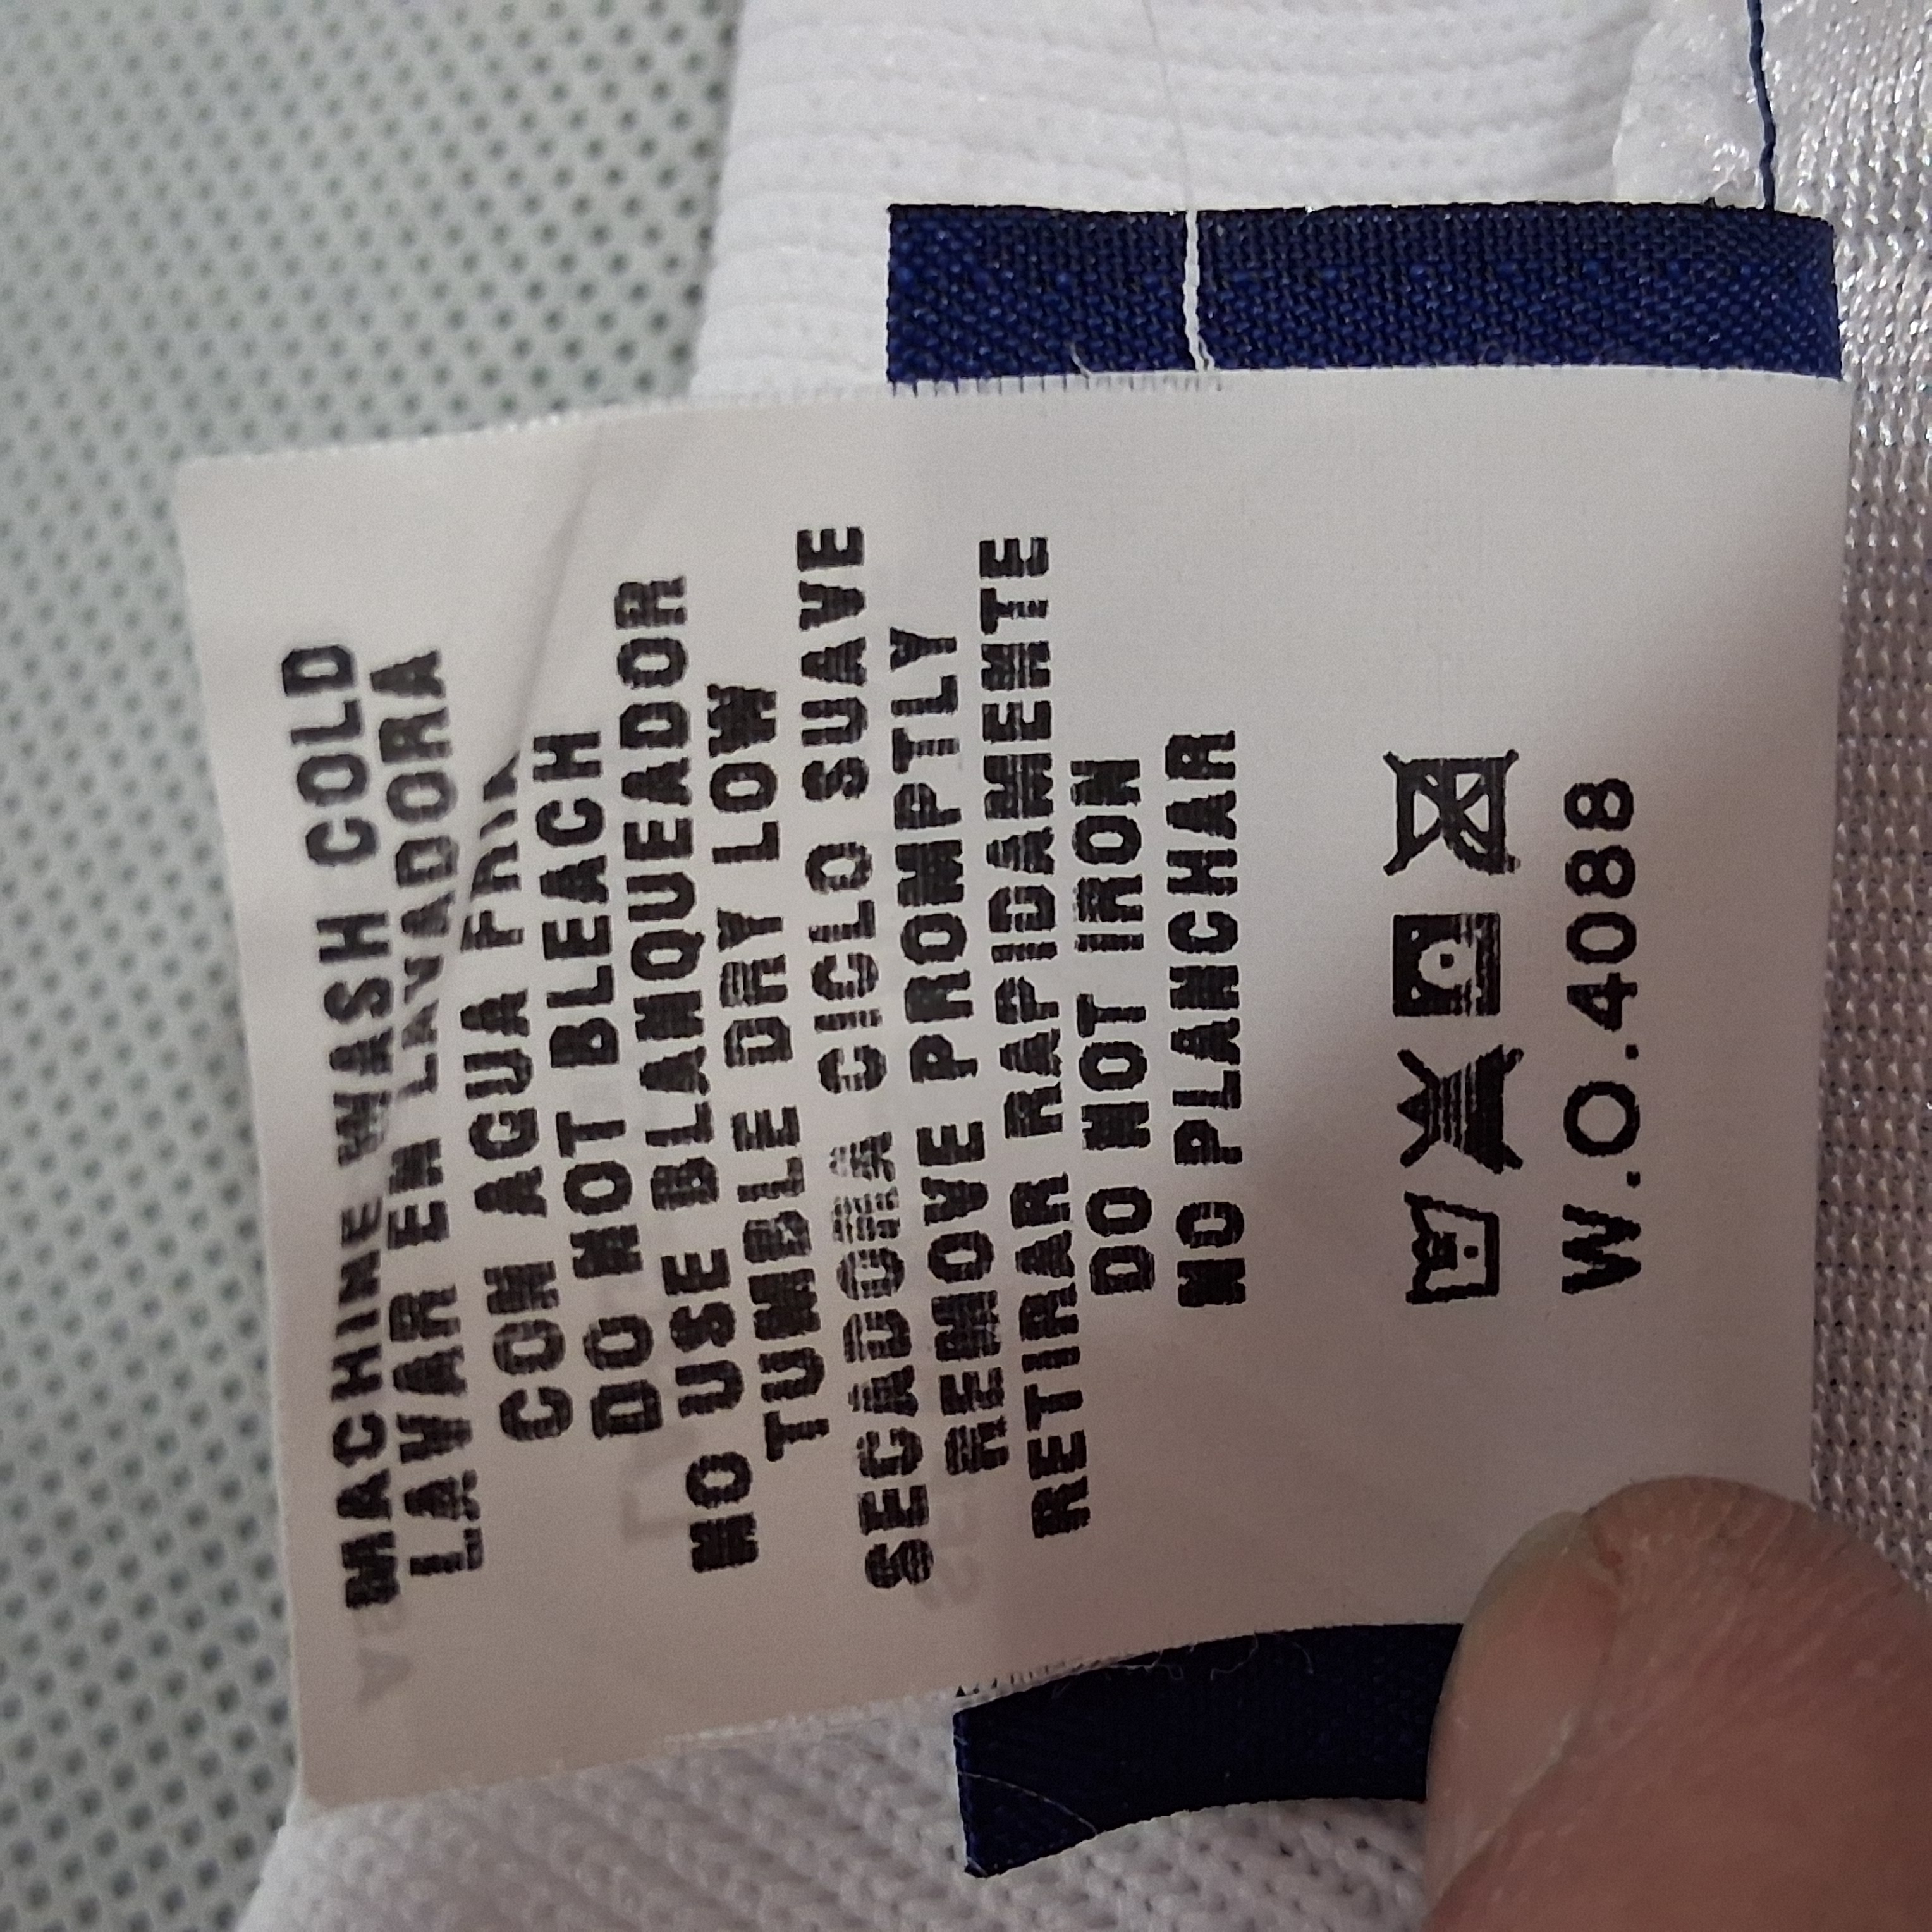 MACHINE WASH COLD
LAVAR EN LAVADORA
CON AGUA FRIA
DO NOT BLEACH
NO USE BLANQUEADOR
TUMBLE DRY LOW
SECADORA CICLO SUAVE
REMOVE PROMPTLY
RETIRAR RAPIDAMENTE
DO NOT IRON
NO PLANCHAR
W.O.4088